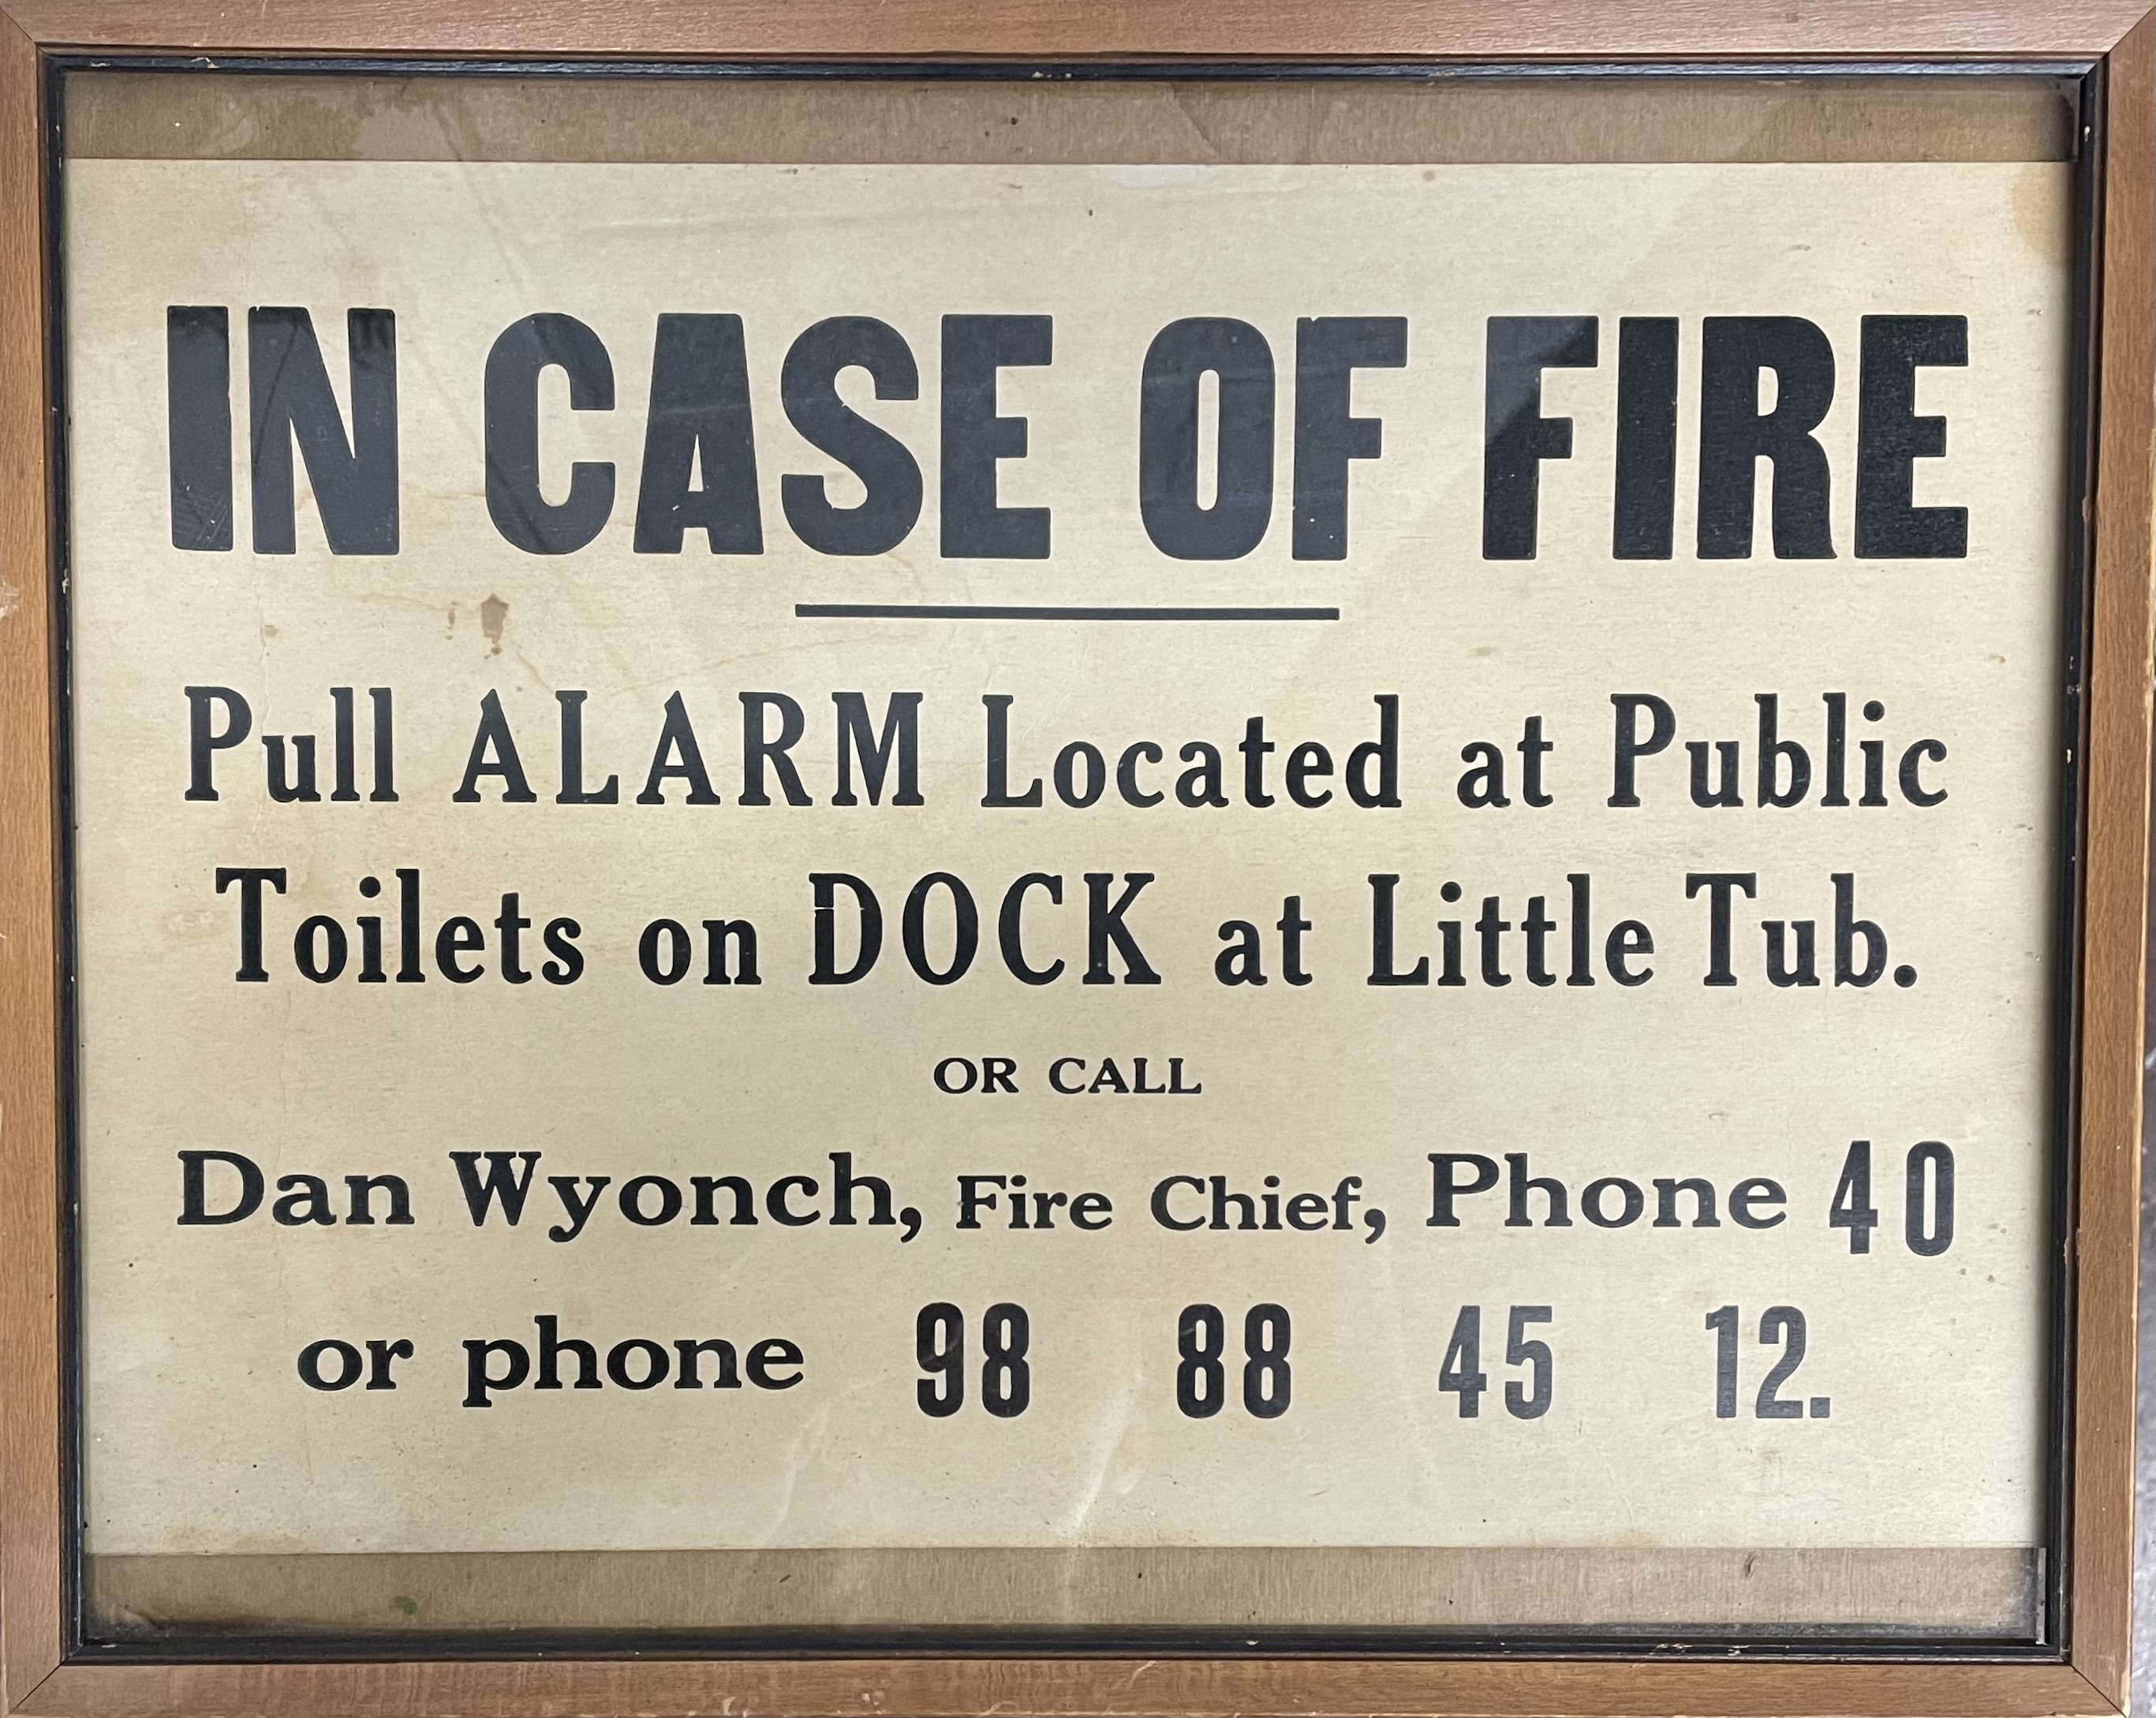 IN CASE OF FIRE
Pull ALARM Located at Public
Toilets on DOCK at Little Tub.
OR CALL
Dan Wyonch, Fire Chief, Phone 40
or phone 98 88 45 12.